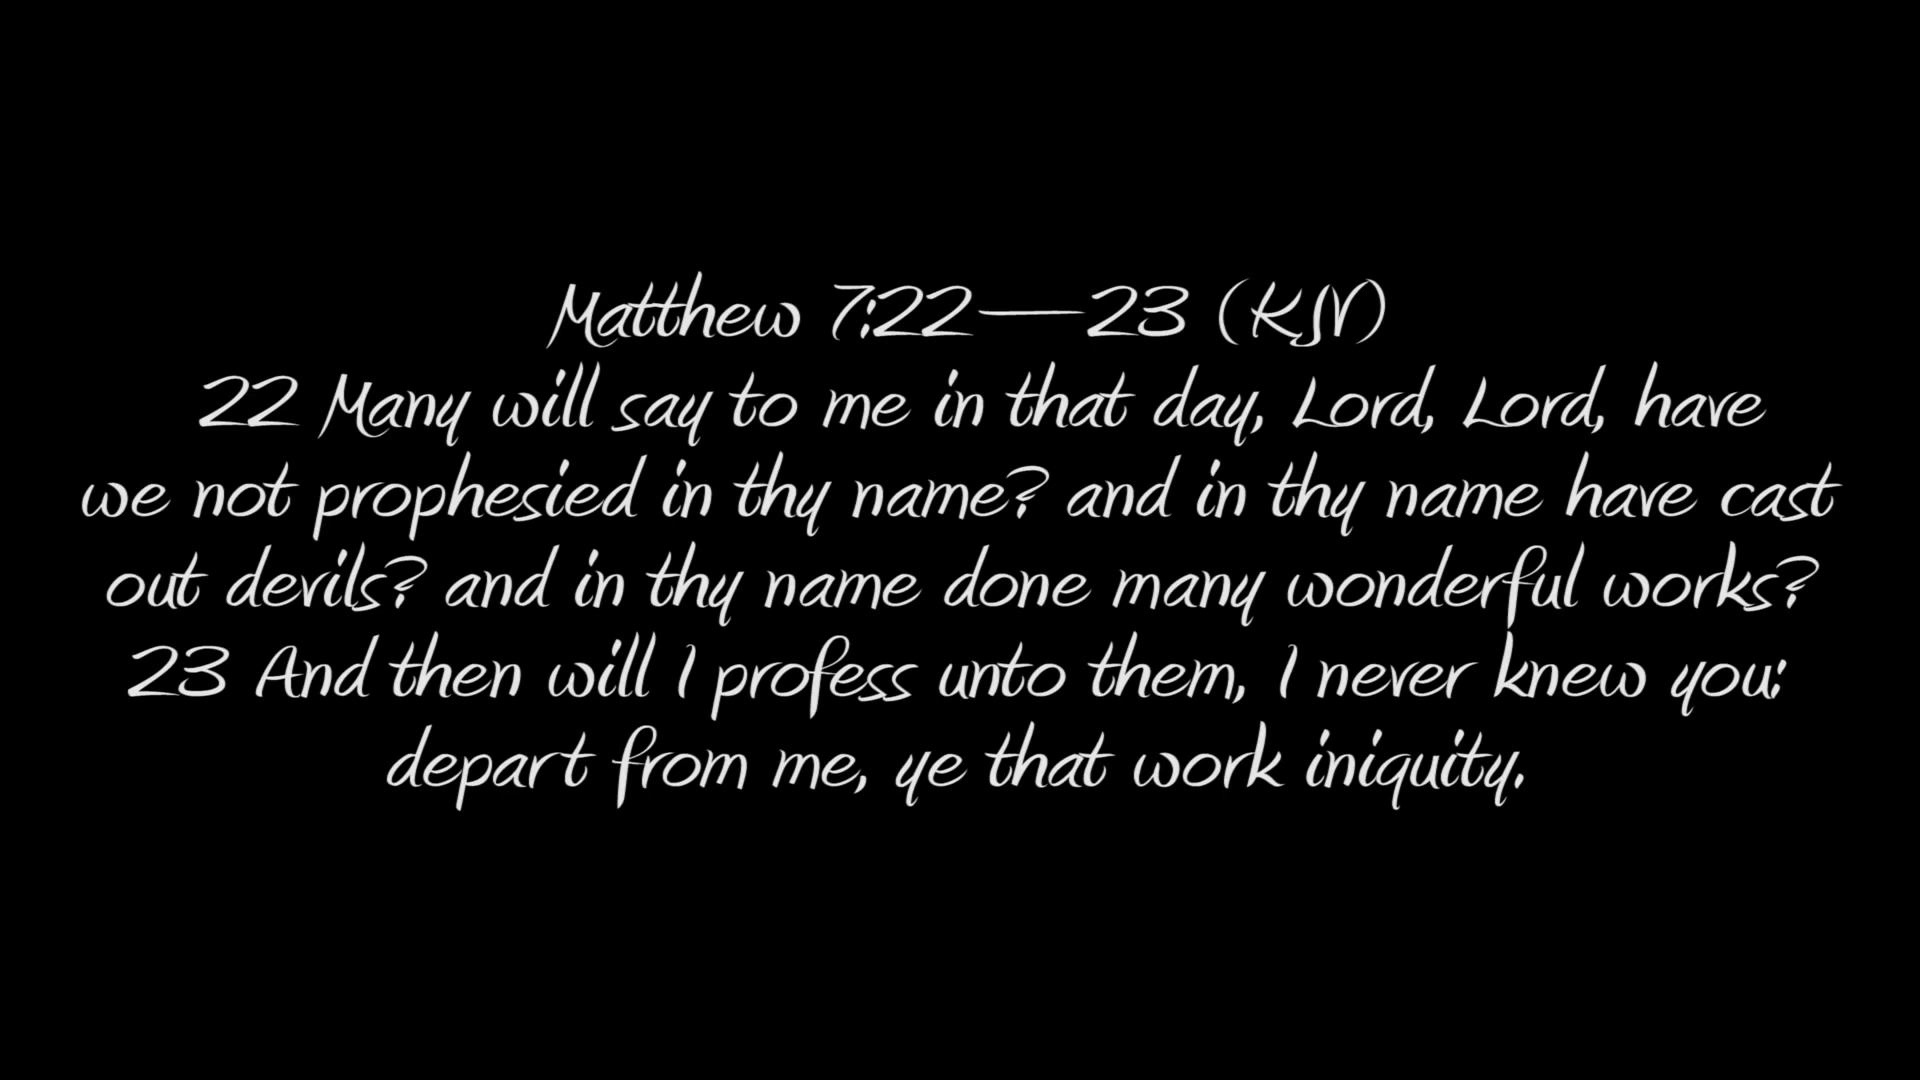 Matthew 7:22—23 (KJV)
22 Many will say to me in that day, Lord, Lord, have
we not prophesied in thy name? and in thy name have cast
out devils? and in thy name done many wonderful works?
23 And then will I profess unto them, I never knew you:
depart from me, ye that work iniquity.